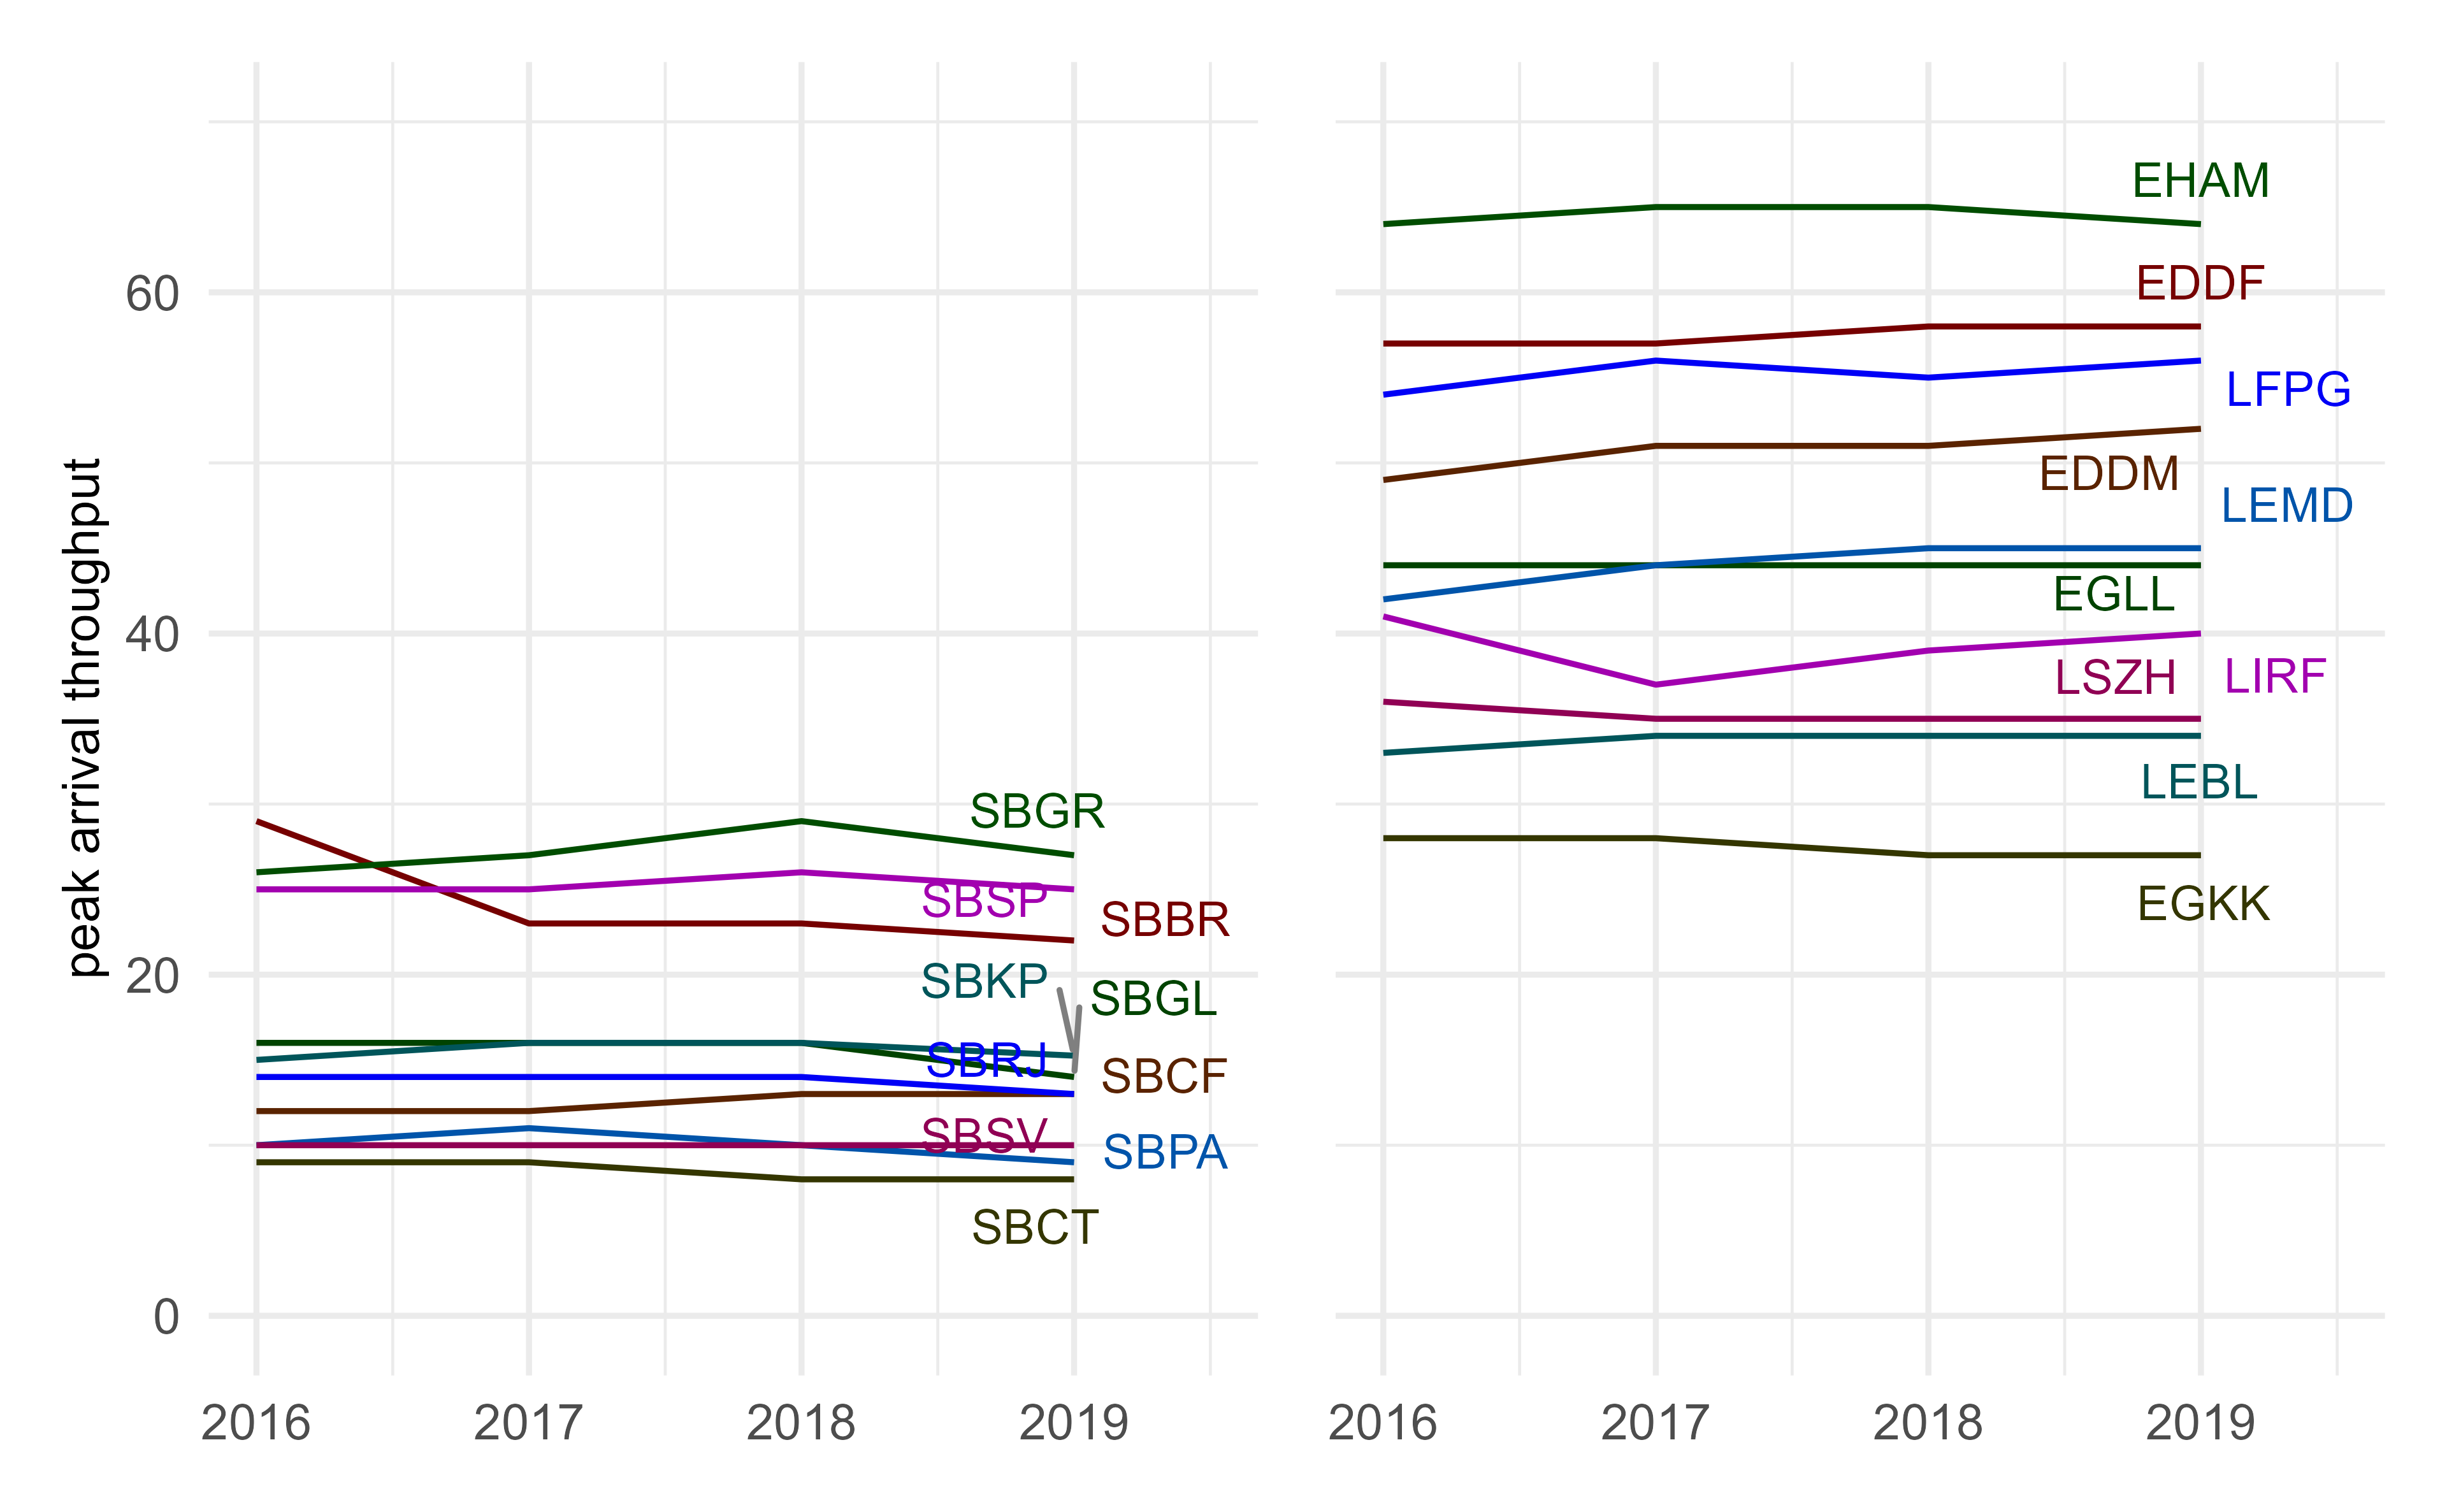 peak arrival throughput
60
40
20
0
SBGR
SBSP
SBBR
SBKP
SBGL
SBRJ
SBCF
SBSV
SBPA
SBCT
2016 2017 2018 2019
EHAM
EDDF
LFPG
EDDM
LEMD
EGLL
LSZH LIRF
LEBL
EGKK
2016 2017 2018 2019